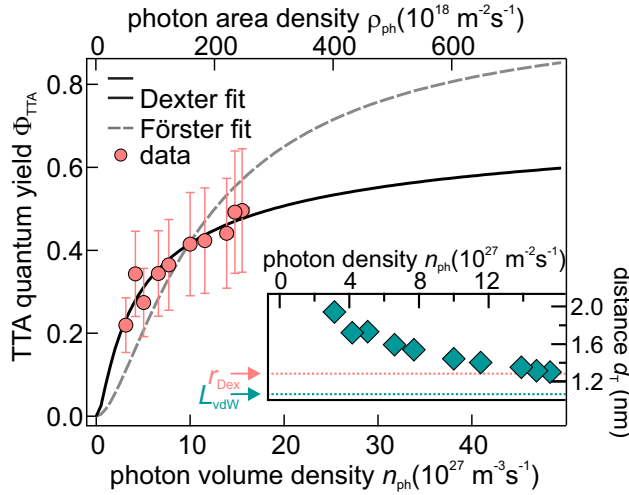 photon area density ρph(10^18 m^-2s^-1)
0 200 400 600
TTA quantum yield ΦTTA
0.8
0.6
0.4
0.2
0.0
Dexter fit
Förster fit
data
photon density nph(10^27 m^-2s^-1)
0 4 8 12
2.0
1.6
1.2
distance dT (nm)
rDex
LvdW
0 10 20 30 40
photon volume density nph(10^27 m^-3s^-1)